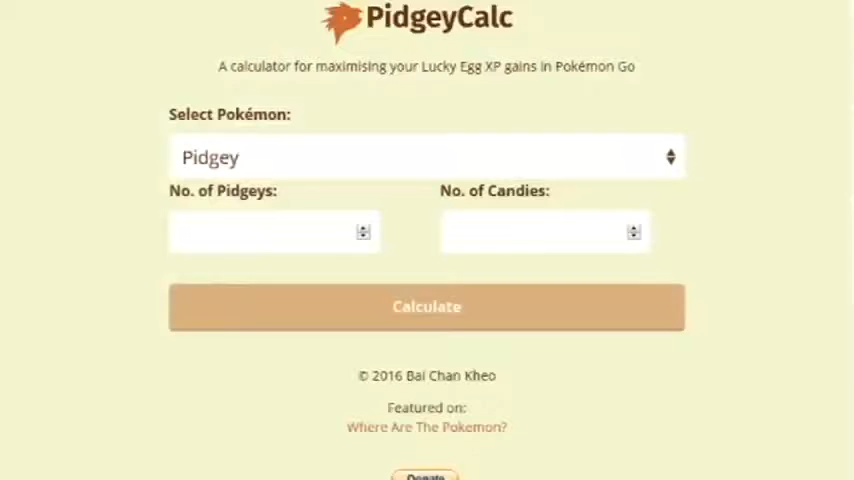 PidgeyCalc
A calculator for maximising your Lucky Egg XP gains in Pokémon Go
Select Pokémon:
Pidgey
No. of Pidgeys: No. of Candies:
Calculate
© 2016 Bai Chan Kheo
Featured on:
Where Are The Pokemon?
Donate